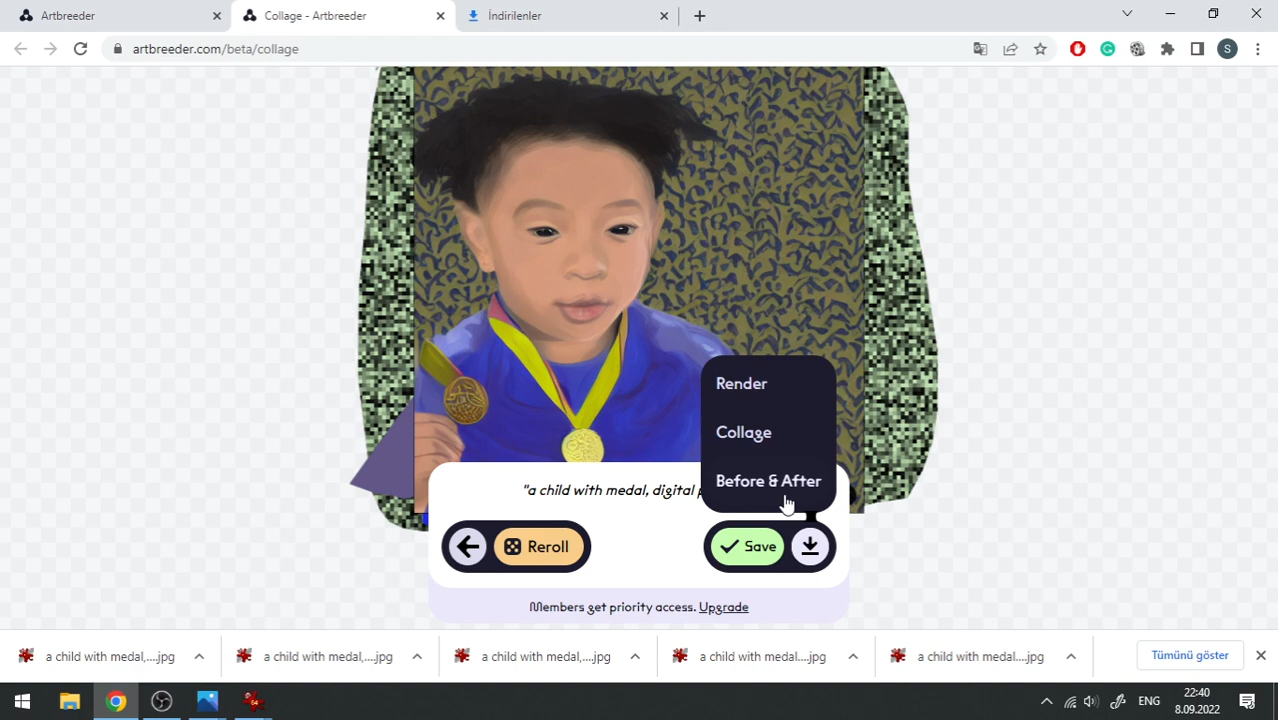 Artbreeder
Collage - Artbreeder
İndirilenler
artbreeder.com/beta/collage
S
Render
Collage
Before & After
"a child with medal, digital p
Reroll
Save
Members get priority access. Upgrade
a child with medal,....jpg
a child with medal,....jpg
a child with medal,....jpg
a child with medal....jpg
a child with medal....jpg
Tümünü göster
64
ENG
22:40
8.09.2022